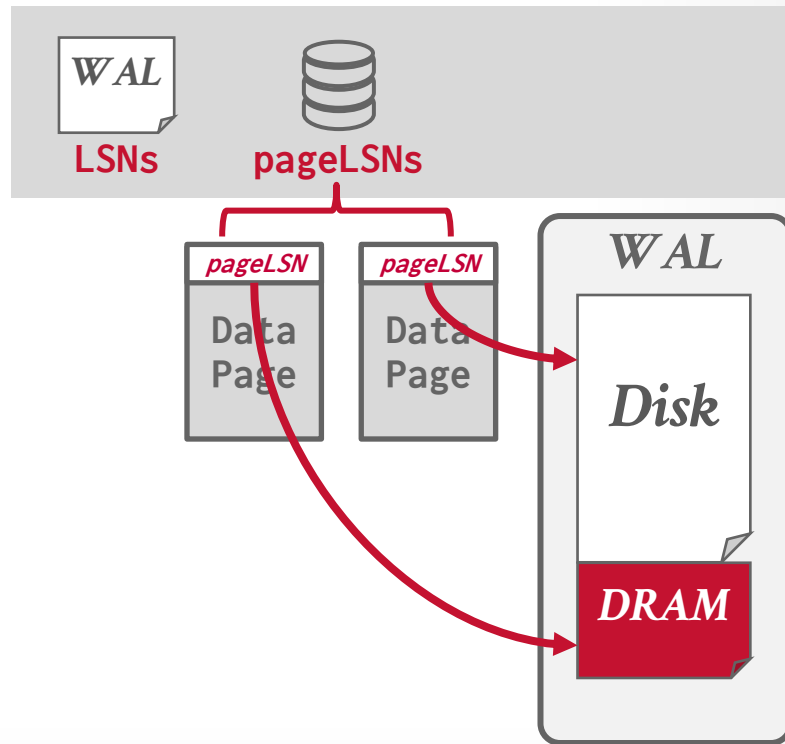 WAL
LSNs
pageLSNs
pageLSN
pageLSN
Data
Page
Data
Page
WAL
Disk
DRAM